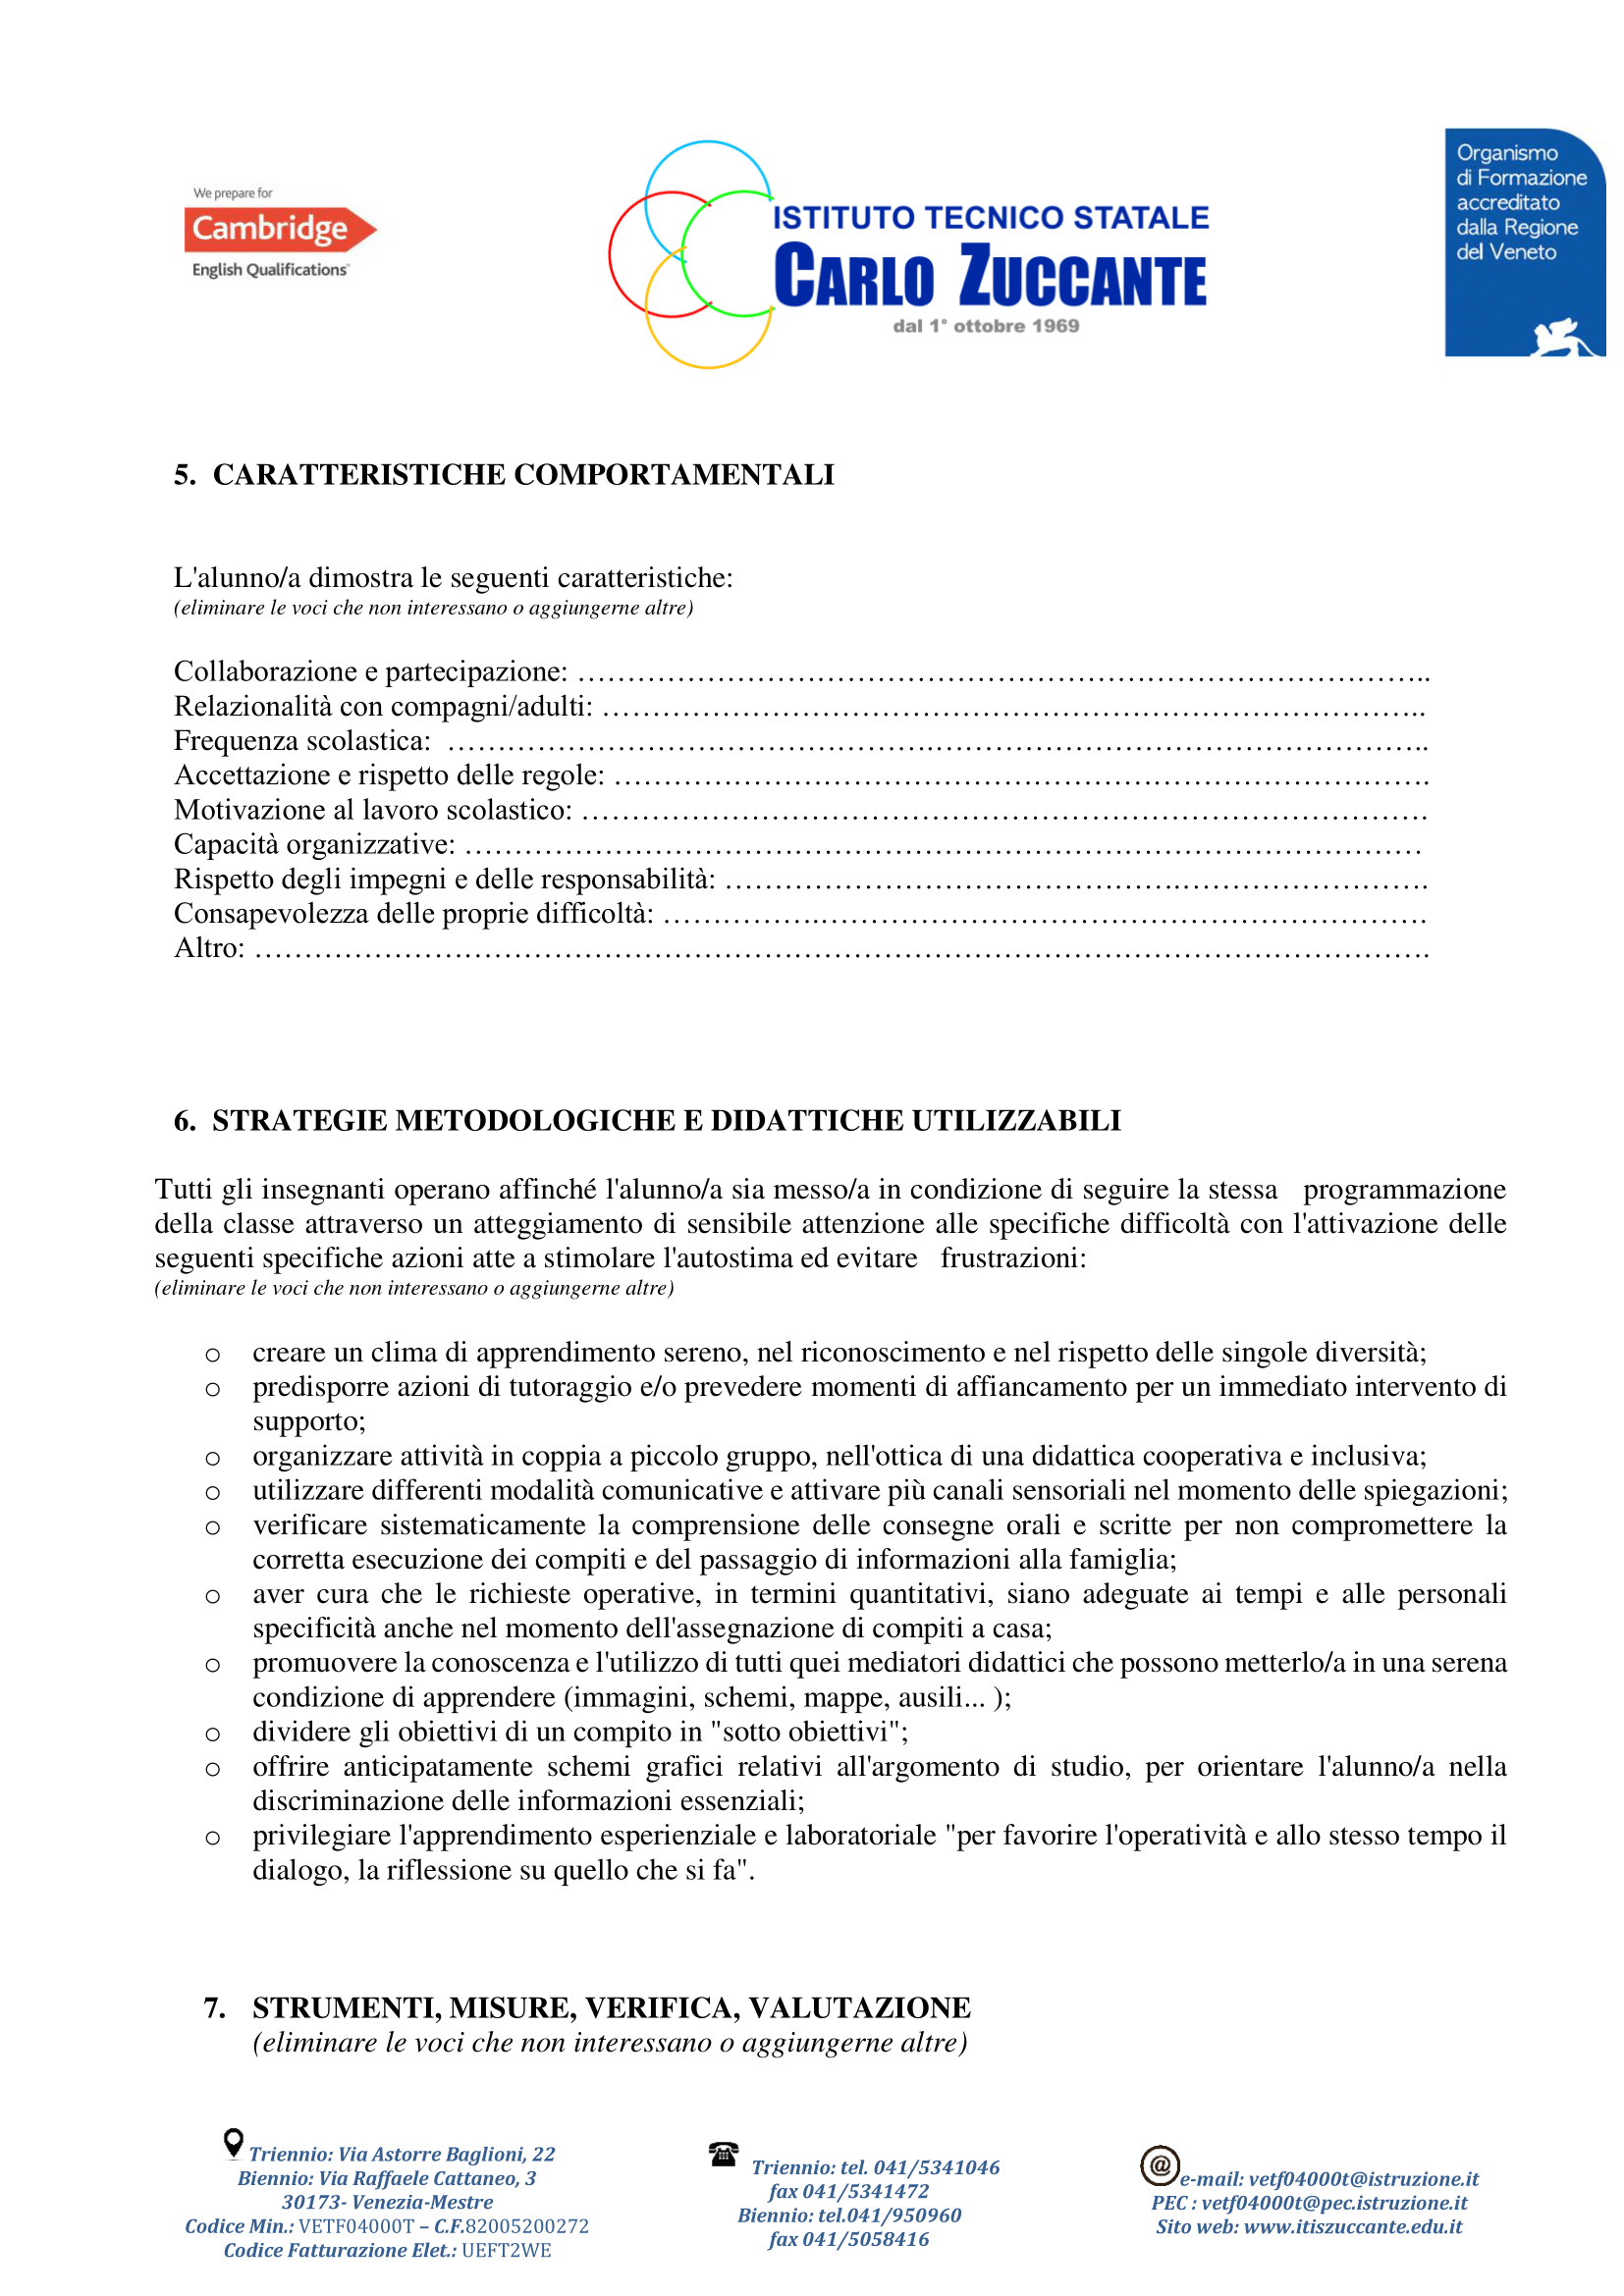 We prepare for
Cambridge
English Qualifications™
ISTITUTO TECNICO STATALE
CARLO ZUCCANTE
dal 1° ottobre 1969
Organismo
di Formazione
accreditato
dalla Regione
del Veneto
5. CARATTERISTICHE COMPORTAMENTALI
L'alunno/a dimostra le seguenti caratteristiche:
(eliminare le voci che non interessano o aggiungerne altre)
Collaborazione e partecipazione: …………………………………………………………………………..
Relazionalità con compagni/adulti: ………………………………………………………………………..
Frequenza scolastica: ……………………………………………………………………………………..
Accettazione e rispetto delle regole: ……………………………………………………………………….
Motivazione al lavoro scolastico: ………………………………………………………………………….
Capacità organizzative: ……………………………………………………………………………………
Rispetto degli impegni e delle responsabilità: …………………………………………………………….
Consapevolezza delle proprie difficoltà: ………………………………………………………………….
Altro: ……………………………………………………………………………………………………….
6. STRATEGIE METODOLOGICHE E DIDATTICHE UTILIZZABILI
Tutti gli insegnanti operano affinché l'alunno/a sia messo/a in condizione di seguire la stessa programmazione
della classe attraverso un atteggiamento di sensibile attenzione alle specifiche difficoltà con l'attivazione delle
seguenti specifiche azioni atte a stimolare l'autostima ed evitare frustrazioni:
(eliminare le voci che non interessano o aggiungerne altre)
o creare un clima di apprendimento sereno, nel riconoscimento e nel rispetto delle singole diversità;
o predisporre azioni di tutoraggio e/o prevedere momenti di affiancamento per un immediato intervento di
supporto;
o organizzare attività in coppia a piccolo gruppo, nell'ottica di una didattica cooperativa e inclusiva;
o utilizzare differenti modalità comunicative e attivare più canali sensoriali nel momento delle spiegazioni;
o verificare sistematicamente la comprensione delle consegne orali e scritte per non compromettere la
corretta esecuzione dei compiti e del passaggio di informazioni alla famiglia;
o aver cura che le richieste operative, in termini quantitativi, siano adeguate ai tempi e alle personali
specificità anche nel momento dell'assegnazione di compiti a casa;
o promuovere la conoscenza e l'utilizzo di tutti quei mediatori didattici che possono metterlo/a in una serena
condizione di apprendere (immagini, schemi, mappe, ausili... );
o dividere gli obiettivi di un compito in "sotto obiettivi";
o offrire anticipatamente schemi grafici relativi all'argomento di studio, per orientare l'alunno/a nella
discriminazione delle informazioni essenziali;
o privilegiare l'apprendimento esperienziale e laboratoriale "per favorire l'operatività e allo stesso tempo il
dialogo, la riflessione su quello che si fa".
7. STRUMENTI, MISURE, VERIFICA, VALUTAZIONE
(eliminare le voci che non interessano o aggiungerne altre)
Triennio: Via Astorre Baglioni, 22
Biennio: Via Raffaele Cattaneo, 3
30173- Venezia-Mestre
Codice Min.: VETF04000T – C.F.82005200272
Codice Fatturazione Elet.: UEFT2WE
Triennio: tel. 041/5341046
fax 041/5341472
Biennio: tel.041/950960
fax 041/5058416
@ e-mail: vetf04000t@istruzione.it
PEC : vetf04000t@pec.istruzione.it
Sito web: www.itiszuccante.edu.it